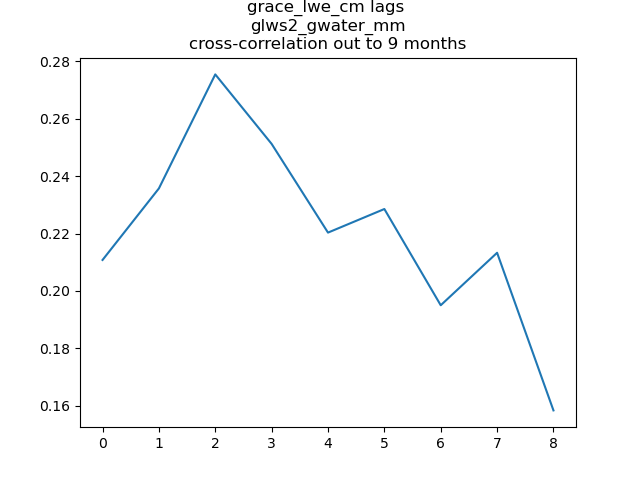 grace_lwe_cm lags
glws2_gwater_mm
cross-correlation out to 9 months
0.28
0.26
0.24
0.22
0.20
0.18
0.16
0 1 2 3 4 5 6 7 8